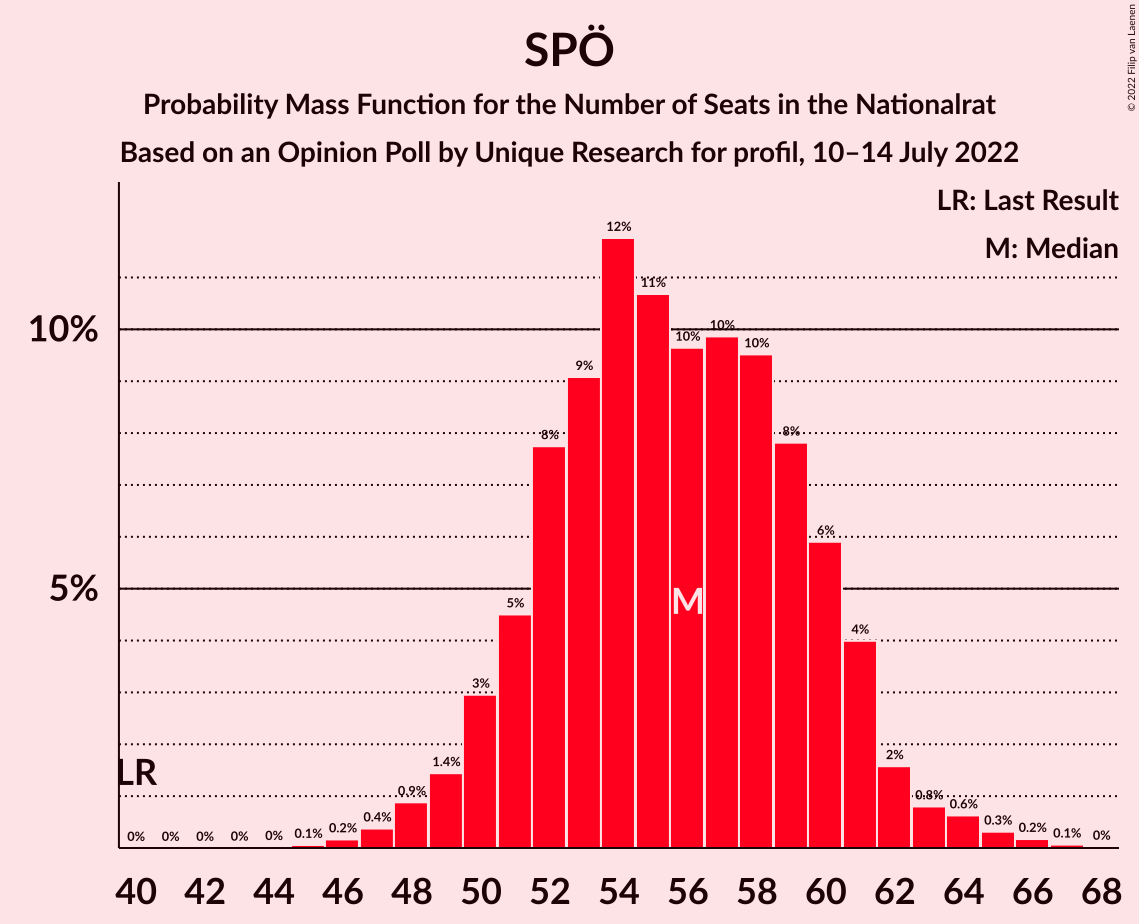 SPÖ
Probability Mass Function for the Number of Seats in the Nationalrat
Based on an Opinion Poll by Unique Research for profil, 10–14 July 2022
© 2022 Filip van Laenen
LR: Last Result
M: Median
10%
5%
LR
M
0% 0% 0% 0% 0% 0.1% 0.2% 0.4% 0.9% 1.4% 3% 5% 8% 9% 12% 11% 10% 10% 10% 8% 6% 4% 2% 0.8% 0.6% 0.3% 0.2% 0.1% 0%
40 42 44 46 48 50 52 54 56 58 60 62 64 66 68